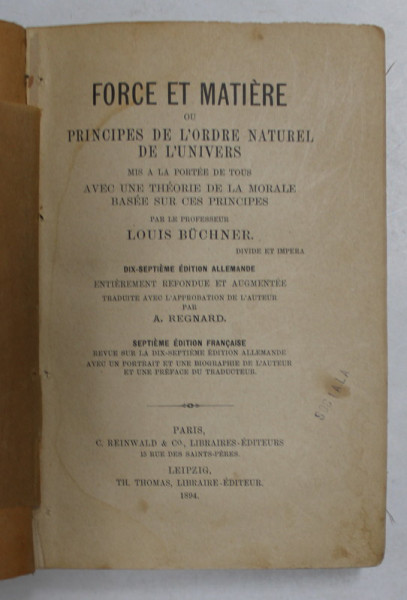 FORCE ET MATIÈRE
OU
PRINCIPES DE L'ORDRE NATUREL
DE L'UNIVERS
MIS A LA PORTÉE DE TOUS
AVEC UNE THÉORIE DE LA MORALE
BASÉE SUR CES PRINCIPES
PAR LE PROFESSEUR
LOUIS BÜCHNER.
DIVIDE ET IMPERA
DIX-SEPTIÈME ÉDITION ALLEMANDE
ENTIÈREMENT REFONDUE ET AUGMENTÉE
TRADUITE AVEC L'APPROBATION DE L'AUTEUR
PAR
A. REGNARD.
SEPTIÈME ÉDITION FRANÇAISE
REVUE SUR LA DIX-SEPTIÈME ÉDITION ALLEMANDE
AVEC UN PORTRAIT ET UNE BIOGRAPHIE DE L'AUTEUR
ET UNE PRÉFACE DU TRADUCTEUR.
PARIS,
C. REINWALD & CO., LIBRAIRES-ÉDITEURS
15 RUE DES SAINTS-PÈRES.
LEIPZIG,
TH. THOMAS, LIBRAIRE-ÉDITEUR.
1894.